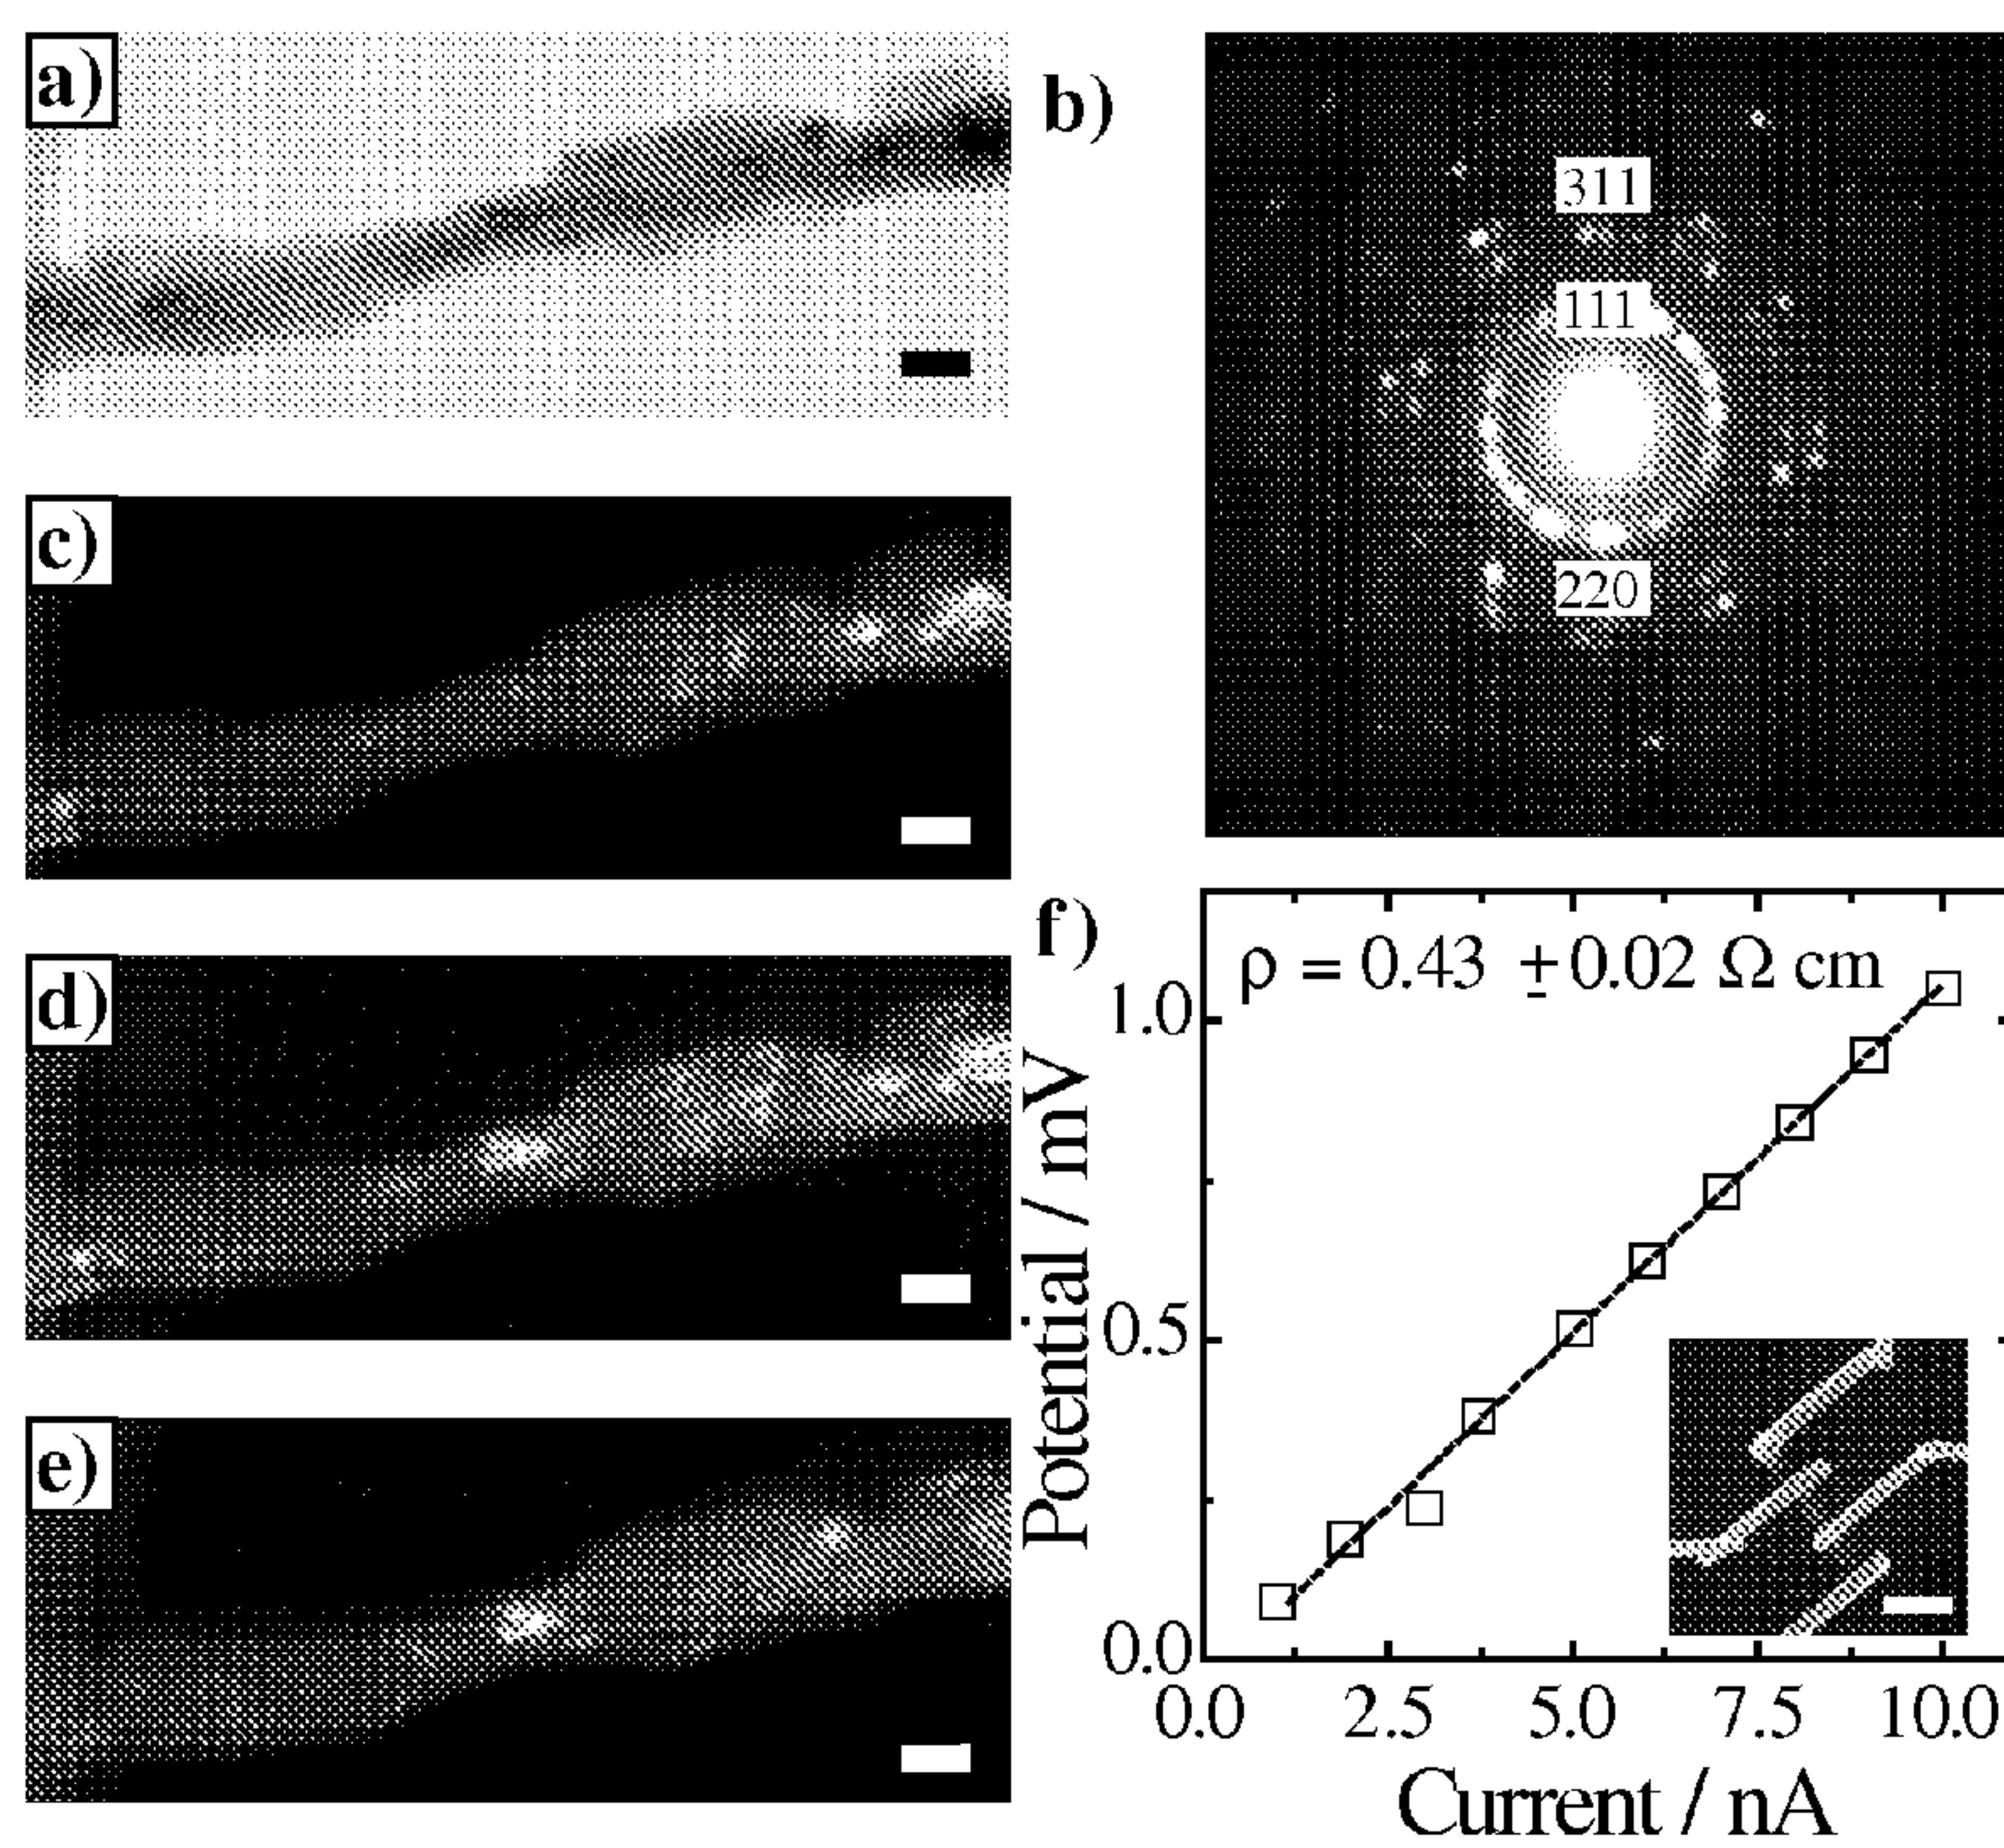 a)
b)
311
111
220
c)
d)
e)
f)
ρ = 0.43 ±0.02 Ω cm
1.0
0.5
0.0
Potential / mV
0.0 2.5 5.0 7.5 10.0
Current / nA